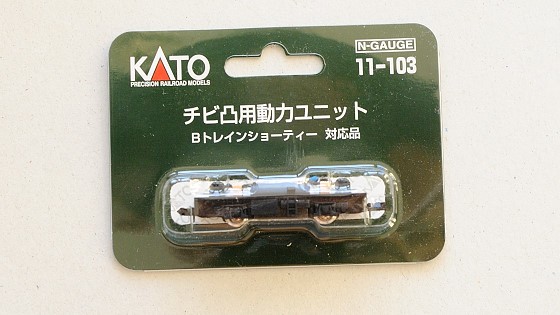 KATO
PRECISION RAILROAD MODELS
N-GAUGE
11-103
チビ凸用動力ユニット
Bトレインショーティー 対応品